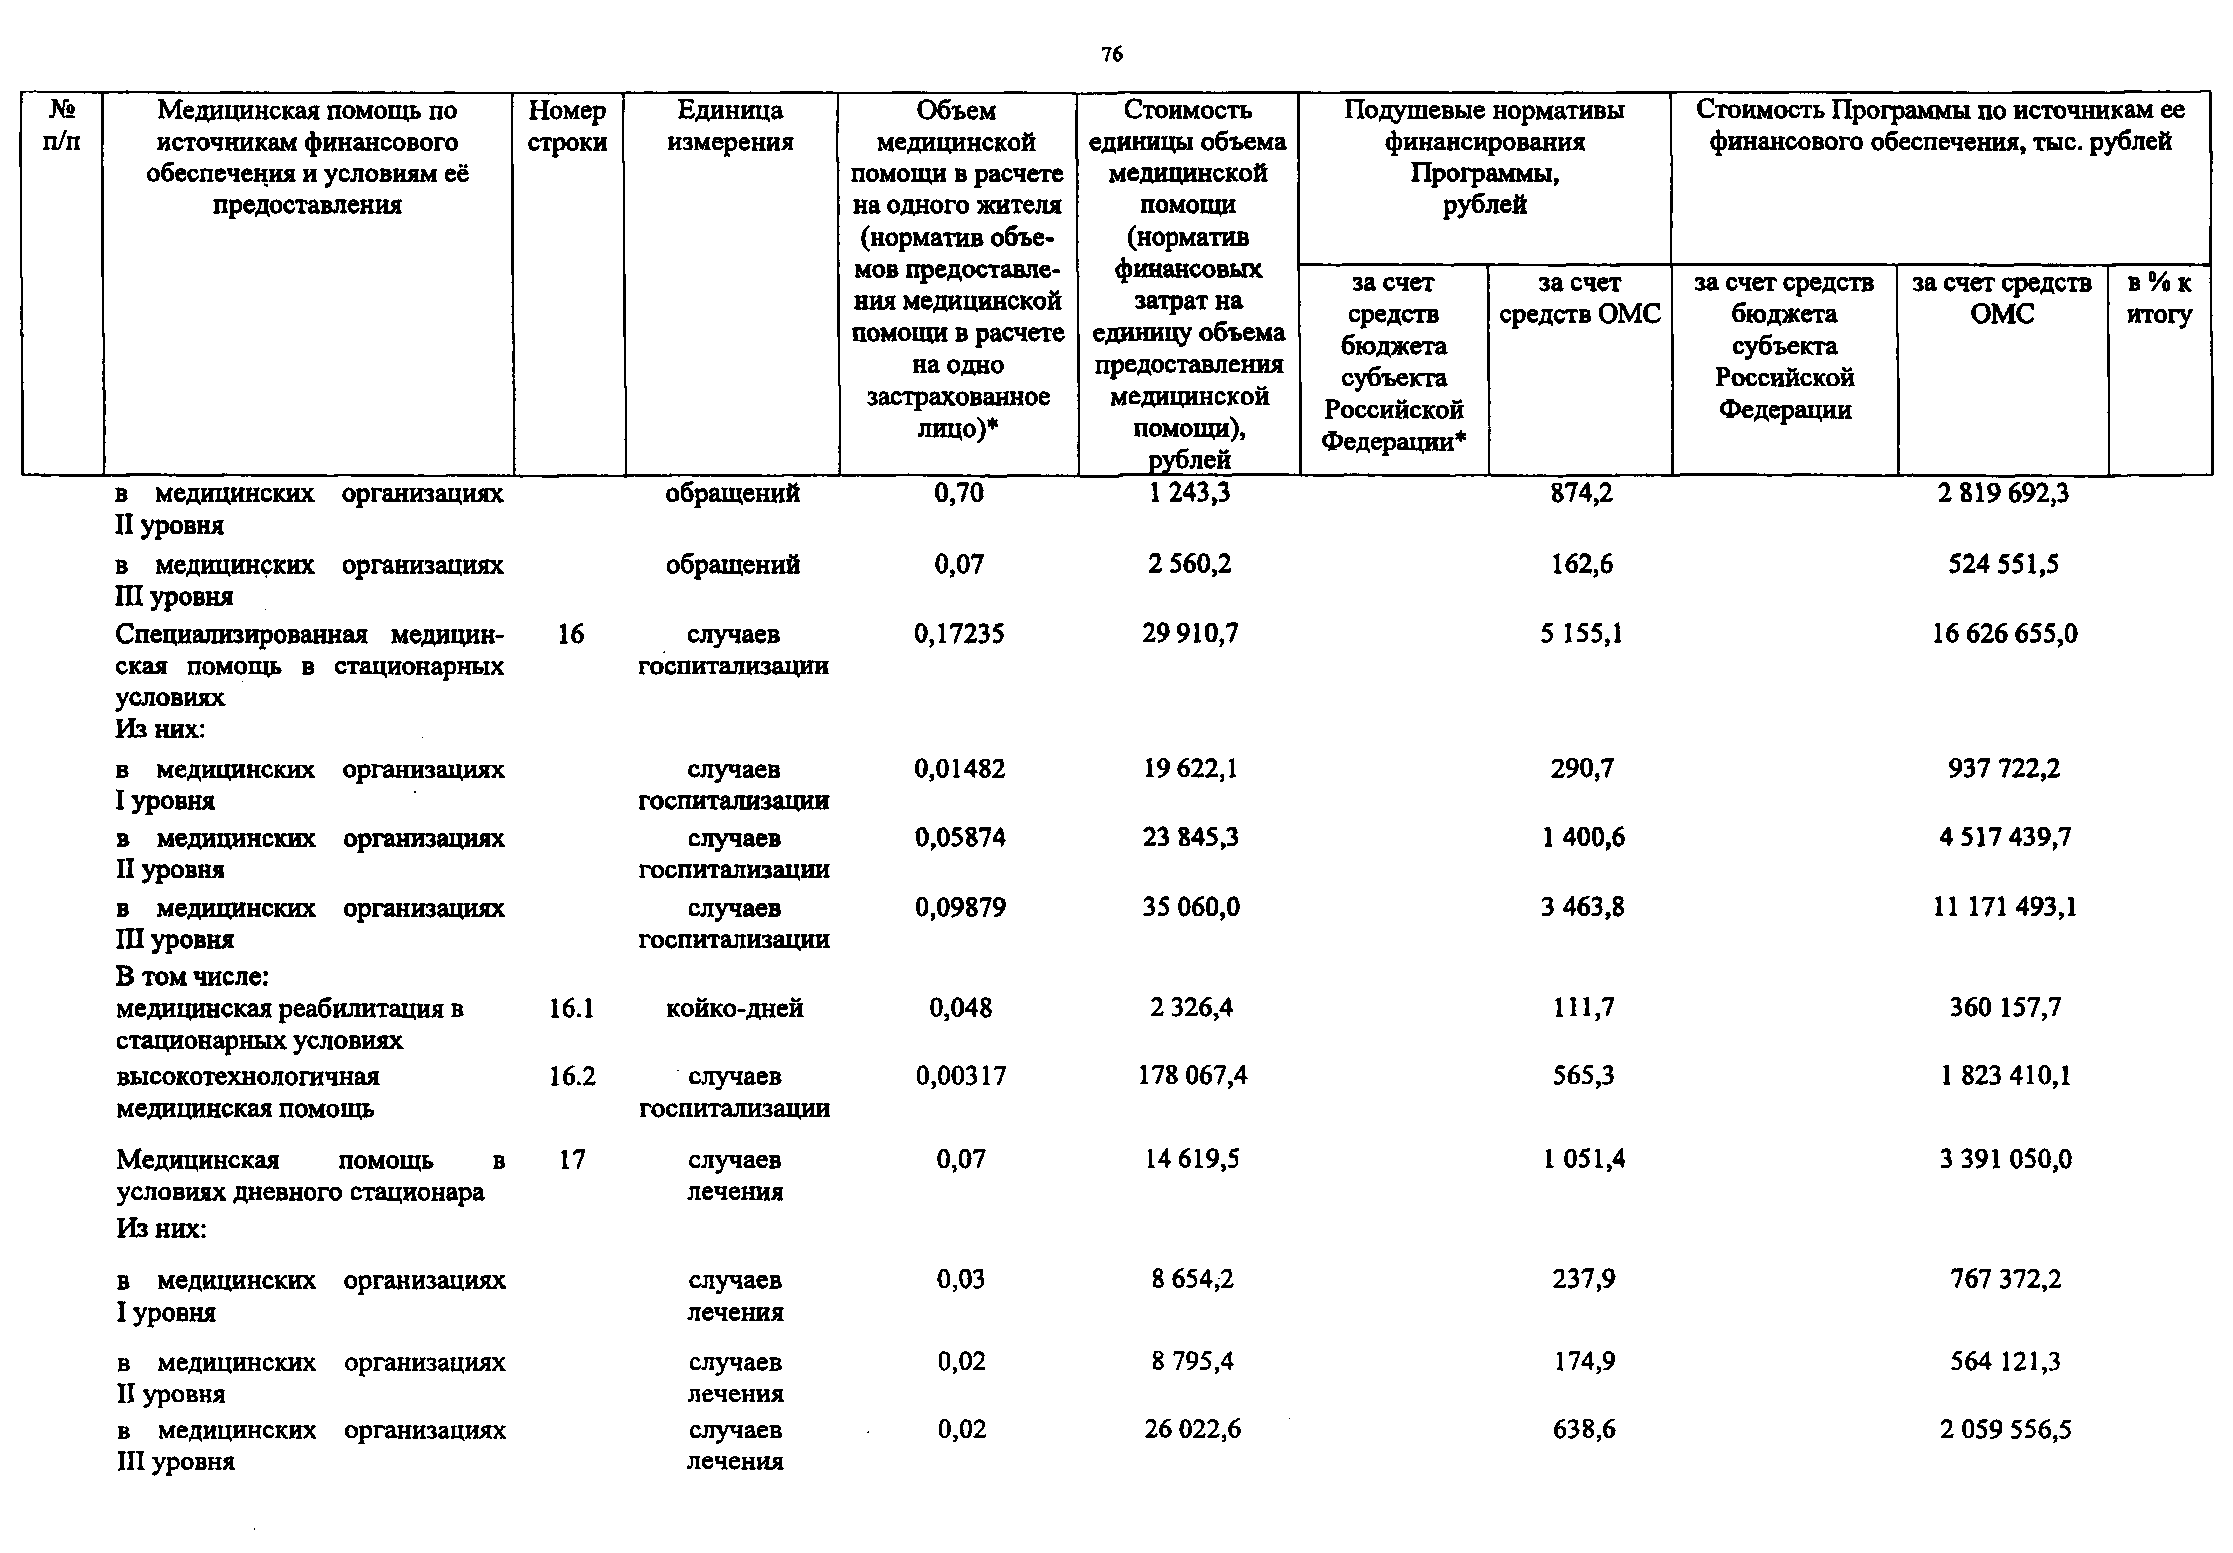 76
№ п/п
Медицинская помощь по источникам финансового обеспечения и условиям её предоставления
Номер строки
Единица измерения
Объем медицинской помощи в расчете на одного жителя (норматив объе-мов предоставле-ния медицинской помощи в расчете на одно застрахованное лицо)*
Стоимость единицы объема медицинской помощи (норматив финансовых затрат на единицу объема предоставления медицинской помощи), рублей
Подушевые нормативы финансирования Программы, рублей
Стоимость Программы по источникам ее финансового обеспечения, тыс. рублей
за счет средств бюджета субъекта Российской Федерации*
за счет средств ОМС
за счет средств бюджета субъекта Российской Федерации
за счет средств ОМС
в % к итогу
в медицинских организациях обращений 0,70 1 243,3 874,2 2 819 692,3
II уровня
в медицинских организациях обращений 0,07 2 560,2 162,6 524 551,5
III уровня
Специализированная медицин- 16 случаев 0,17235 29 910,7 5 155,1 16 626 655,0
ская помощь в стационарных госпитализации
условиях
Из них:
в медицинских организациях случаев 0,01482 19 622,1 290,7 937 722,2
I уровня госпитализации
в медицинских организациях случаев 0,05874 23 845,3 1 400,6 4 517 439,7
II уровня госпитализации
в медицинских организациях случаев 0,09879 35 060,0 3 463,8 11 171 493,1
III уровня госпитализации
В том числе:
медицинская реабилитация в 16.1 койко-дней 0,048 2 326,4 111,7 360 157,7
стационарных условиях
высокотехнологичная 16.2 случаев 0,00317 178 067,4 565,3 1 823 410,1
медицинская помощь госпитализации
Медицинская помощь в 17 случаев 0,07 14 619,5 1 051,4 3 391 050,0
условиях дневного стационара лечения
Из них:
в медицинских организациях случаев 0,03 8 654,2 237,9 767 372,2
I уровня лечения
в медицинских организациях случаев 0,02 8 795,4 174,9 564 121,3
II уровня лечения
в медицинских организациях случаев 0,02 26 022,6 638,6 2 059 556,5
III уровня лечения